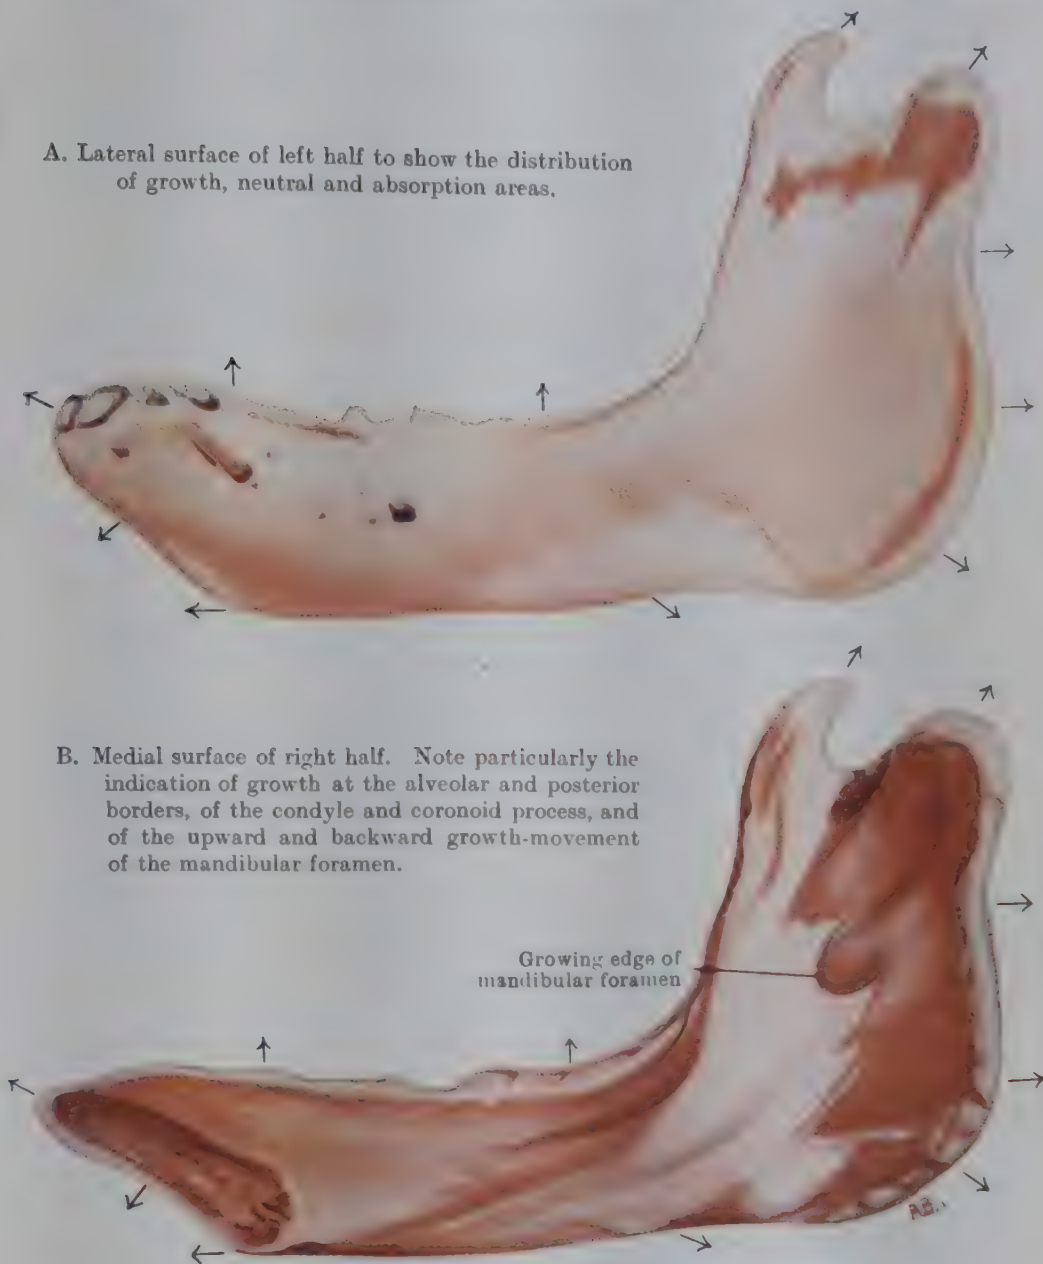 A. Lateral surface of left half to show the distribution
of growth, neutral and absorption areas.
B. Medial surface of right half. Note particularly the
indication of growth at the alveolar and posterior
borders, of the condyle and coronoid process, and
of the upward and backward growth-movement
of the mandibular foramen.
Growing edge of
mandibular foramen
A.B.